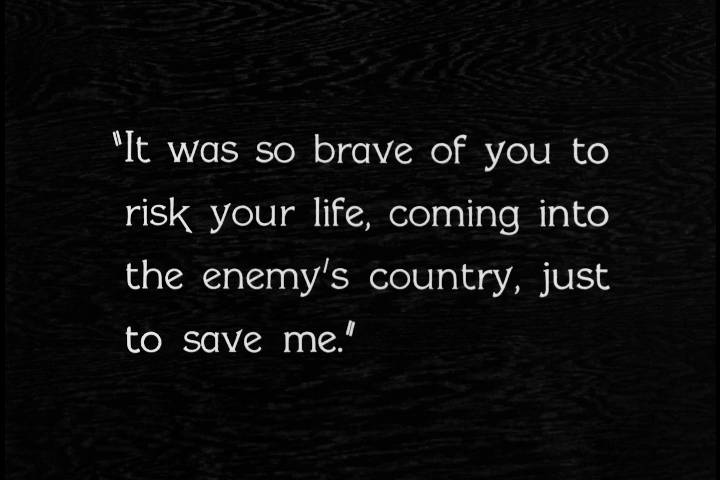 "It was so brave of you to
risk your life, coming into
the enemy's country, just
to save me."